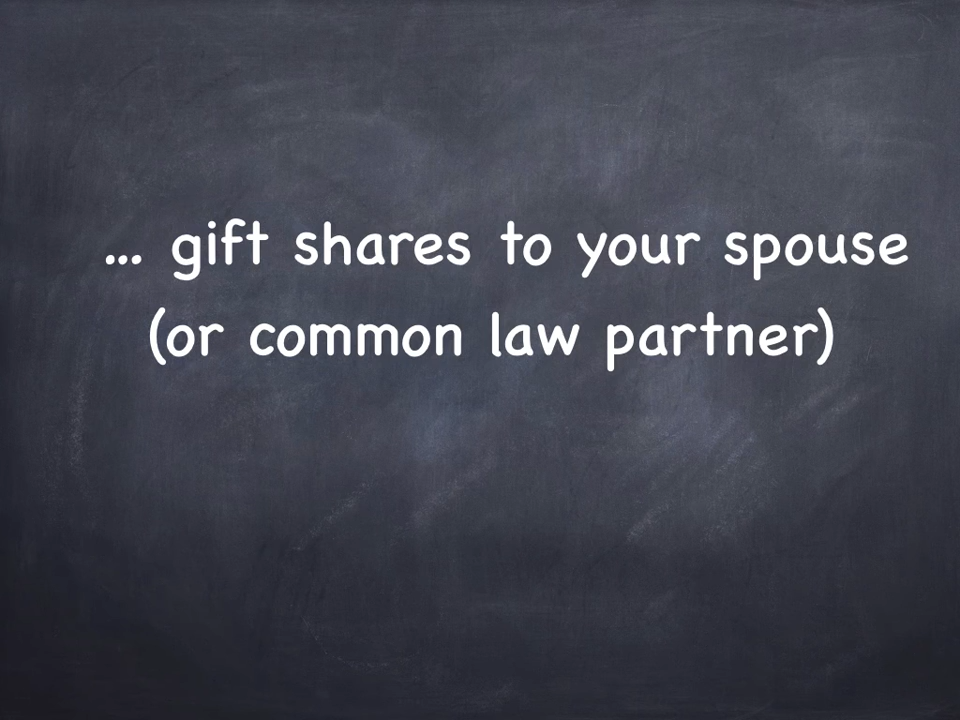 ... gift shares to your spouse
(or common law partner)